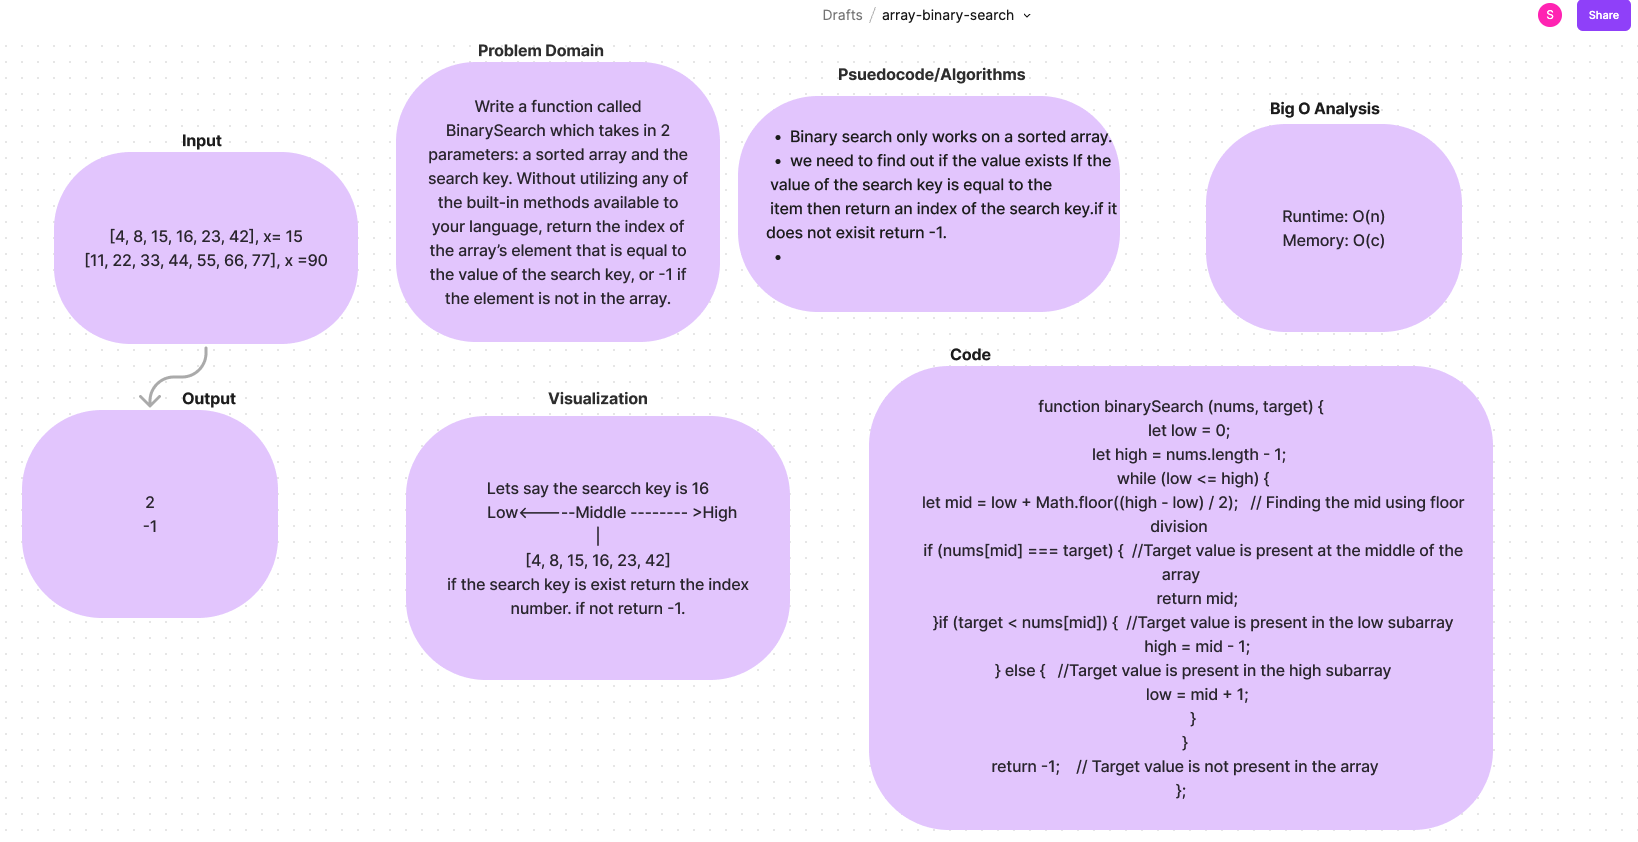 Drafts / array-binary-search
S
Share
Problem Domain
Write a function called
BinarySearch which takes in 2
parameters: a sorted array and the
search key. Without utilizing any of
the built-in methods available to
your language, return the index of
the array’s element that is equal to
the value of the search key, or -1 if
the element is not in the array.
Psuedocode/Algorithms
• Binary search only works on a sorted array.
• we need to find out if the value exists If the
value of the search key is equal to the
item then return an index of the search key.if it
does not exisit return -1.
•
Big O Analysis
Runtime: O(n)
Memory: O(c)
Input
[4, 8, 15, 16, 23, 42], x= 15
[11, 22, 33, 44, 55, 66, 77], x =90
Output
2
-1
Visualization
Lets say the searcch key is 16
Low<-----Middle -------- >High
|
[4, 8, 15, 16, 23, 42]
if the search key is exist return the index
number. if not return -1.
Code
function binarySearch (nums, target) {
let low = 0;
let high = nums.length - 1;
while (low <= high) {
let mid = low + Math.floor((high - low) / 2); // Finding the mid using floor
division
if (nums[mid] === target) { //Target value is present at the middle of the
array
return mid;
}if (target < nums[mid]) { //Target value is present in the low subarray
high = mid - 1;
} else { //Target value is present in the high subarray
low = mid + 1;
}
}
return -1; // Target value is not present in the array
};